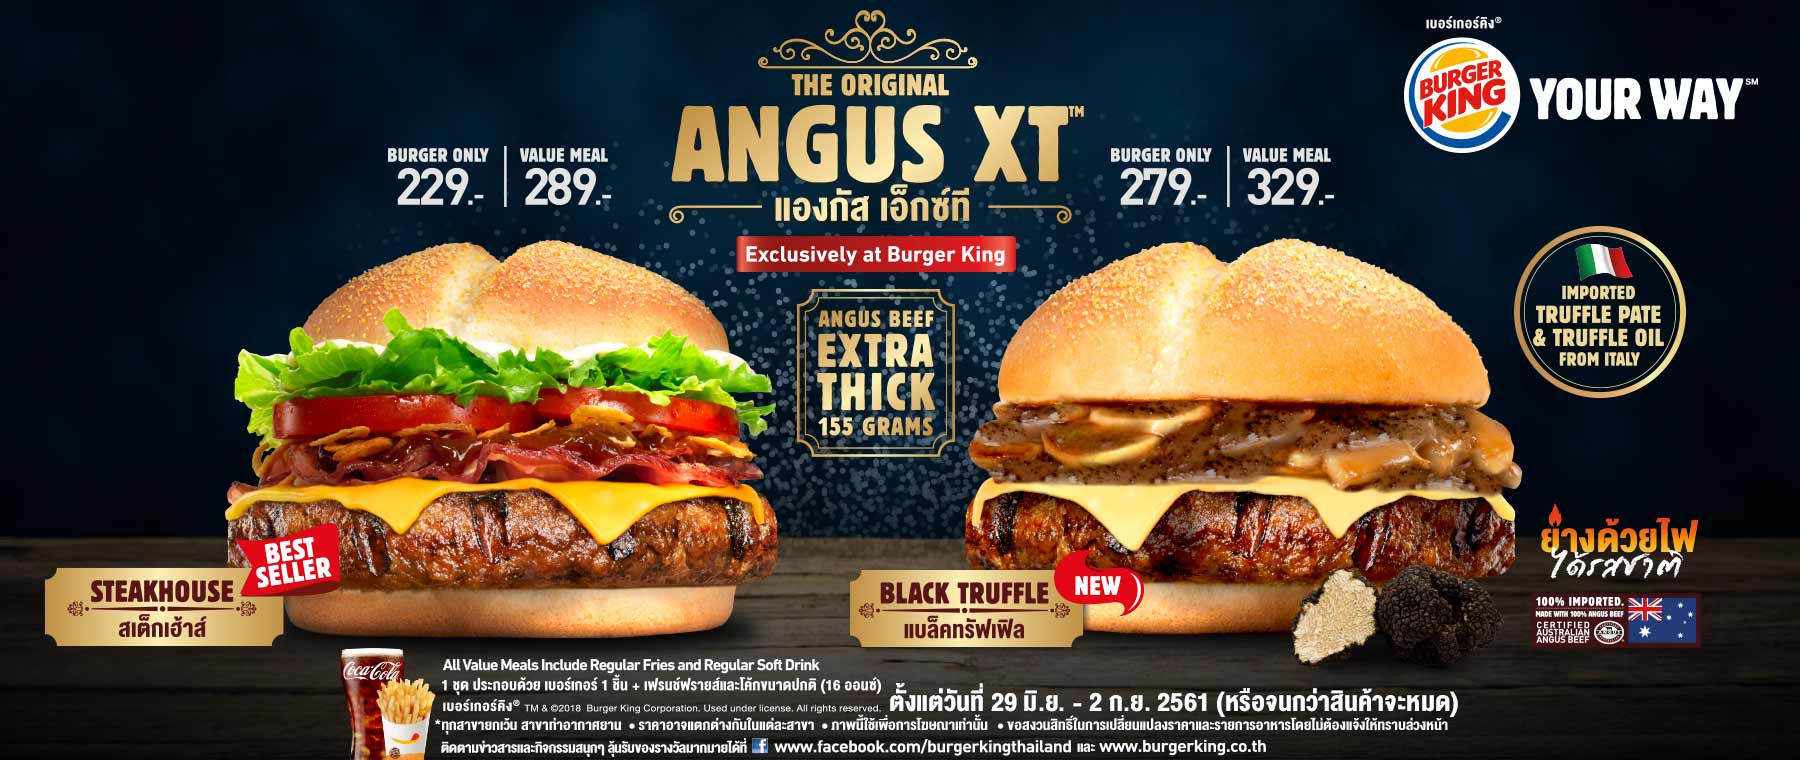 เบอร์เกอร์คิง®
BURGER KING
YOUR WAY℠
THE ORIGINAL
ANGUS XT™
แองกัส เอ็กซ์ที
Exclusively at Burger King
ANGUS BEEF
EXTRA
THICK
155 GRAMS
BURGER ONLY
229.-
VALUE MEAL
289.-
BURGER ONLY
279.-
VALUE MEAL
329.-
IMPORTED
TRUFFLE PATE
& TRUFFLE OIL
FROM ITALY
BEST
SELLER
STEAKHOUSE
สเต็กเฮ้าส์
NEW
BLACK TRUFFLE
แบล็คทรัฟเฟิล
ย่างด้วยไฟ
ได้รสชาติ
100% IMPORTED.
MADE WITH 100% ANGUS BEEF
CERTIFIED
AUSTRALIAN
ANGUS BEEF
Coca-Cola
All Value Meals Include Regular Fries and Regular Soft Drink
1 ชุด ประกอบด้วย เบอร์เกอร์ 1 ชิ้น + เฟรนช์ฟรายส์และโค้กขนาดปกติ (16 ออนซ์)
เบอร์เกอร์คิง® TM & ©2018 Burger King Corporation. Used under license. All rights reserved.
ตั้งแต่วันที่ 29 มิ.ย. - 2 ก.ย. 2561 (หรือจนกว่าสินค้าจะหมด)
*ทุกสาขายกเว้น สาขาท่าอากาศยาน • ราคาอาจแตกต่างกันในแต่ละสาขา • ภาพนี้ใช้เพื่อการโฆษณาเท่านั้น • ขอสงวนสิทธิ์ในการเปลี่ยนแปลงราคาและรายการอาหารโดยไม่ต้องแจ้งให้ทราบล่วงหน้า
ติดตามข่าวสารและกิจกรรมสนุกๆ ลุ้นรับของรางวัลมากมายได้ที่ f www.facebook.com/burgerkingthailand และ www.burgerking.co.th